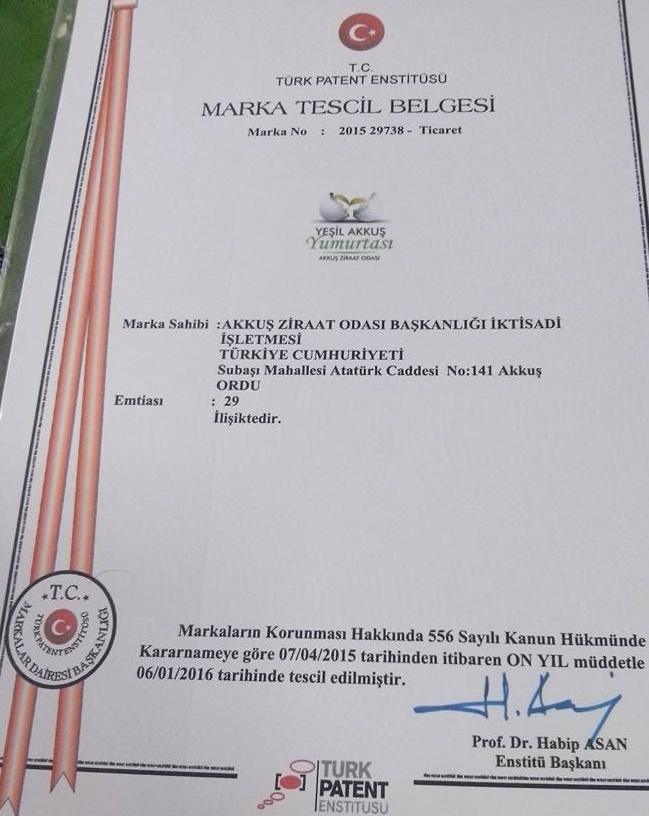 T.C.
TÜRK PATENT ENSTİTÜSÜ
MARKA TESCİL BELGESİ
Marka No : 2015 29738 - Ticaret
YEŞİL AKKUŞ
Yumurtası
AKKUŞ ZİRAAT ODASI
Marka Sahibi :AKKUŞ ZİRAAT ODASI BAŞKANLIĞI İKTİSADİ
İŞLETMESİ
TÜRKİYE CUMHURİYETİ
Subaşı Mahallesi Atatürk Caddesi No:141 Akkuş
ORDU
Emtiası : 29
İlişiktedir.
T.C.
TÜRK PATENT ENSTİTÜSÜ
MARKALAR DAİRESİ BAŞKANLIĞI
Markaların Korunması Hakkında 556 Sayılı Kanun Hükmünde
Kararnameye göre 07/04/2015 tarihinden itibaren ON YIL müddetle
06/01/2016 tarihinde tescil edilmiştir.
H. Asan
Prof. Dr. Habip ASAN
Enstitü Başkanı
TURK
PATENT
ENSTITUSU